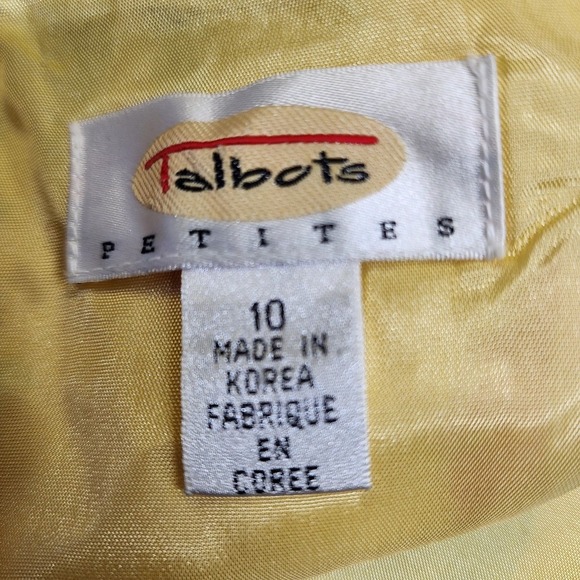 Talbots
PETITES
10
MADE IN
KOREA
FABRIQUE
EN
COREE